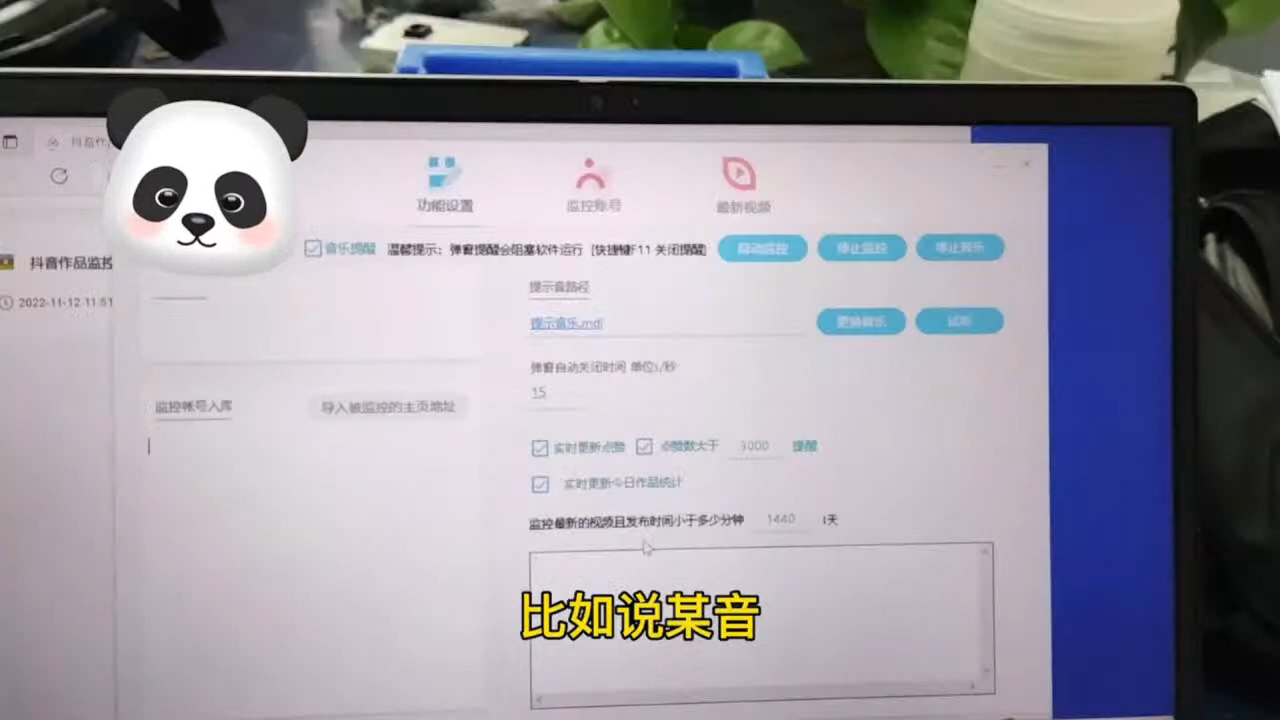 抖音作
功能设置
监控账号
最新视频
音乐提醒 温馨提示：弹窗提醒会阻塞软件运行 [快捷键F11 关闭提醒] 启动监控 停止监控 停止音乐
抖音作品监控
2022-11-12 11:51
提示音路径
提示音乐.mdl 更换音乐 试听
弹窗自动关闭时间 单位s/秒
15
监控帐号入库 导入被监控的主页地址
实时更新点赞 点赞数大于 3000 提醒
实时更新今日作品统计
监控最新的视频且发布时间小于多少分钟 1440 1天
比如说某音